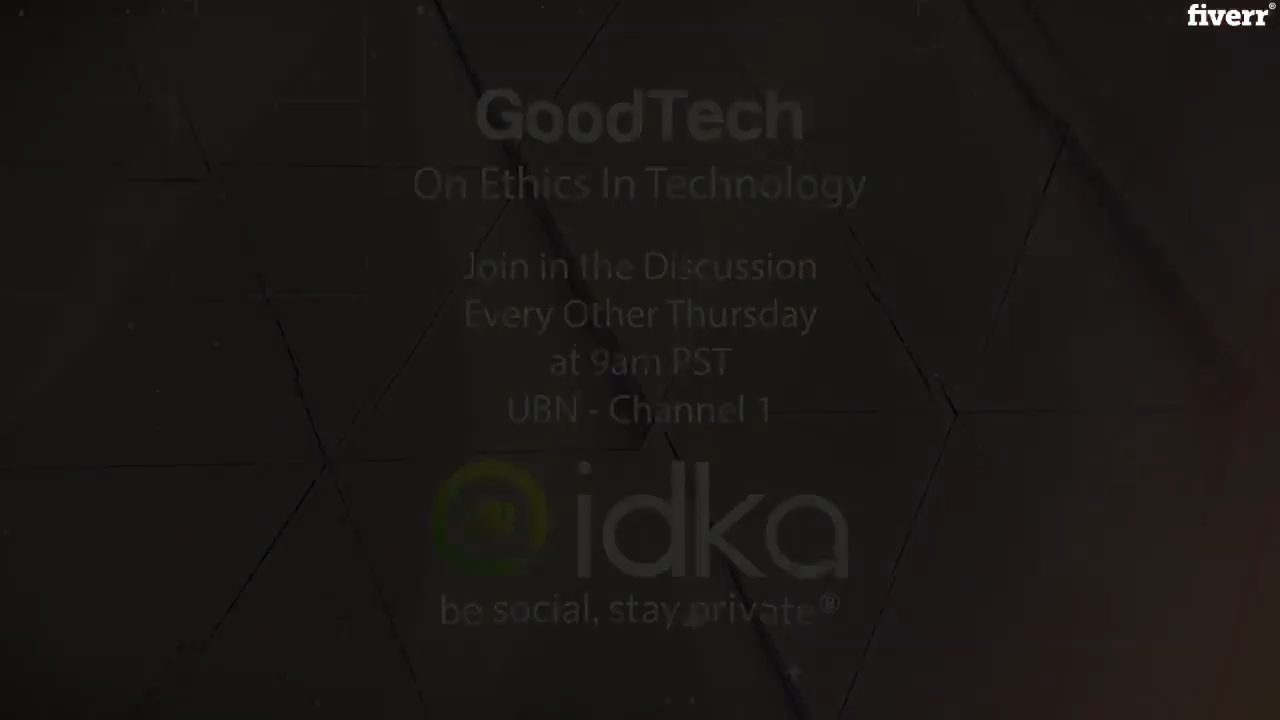 fiverr®
GoodTech
On Ethics In Technology
Join in the Discussion
Every Other Thursday
at 9am PST
UBN - Channel 1
idka
be social, stay private®